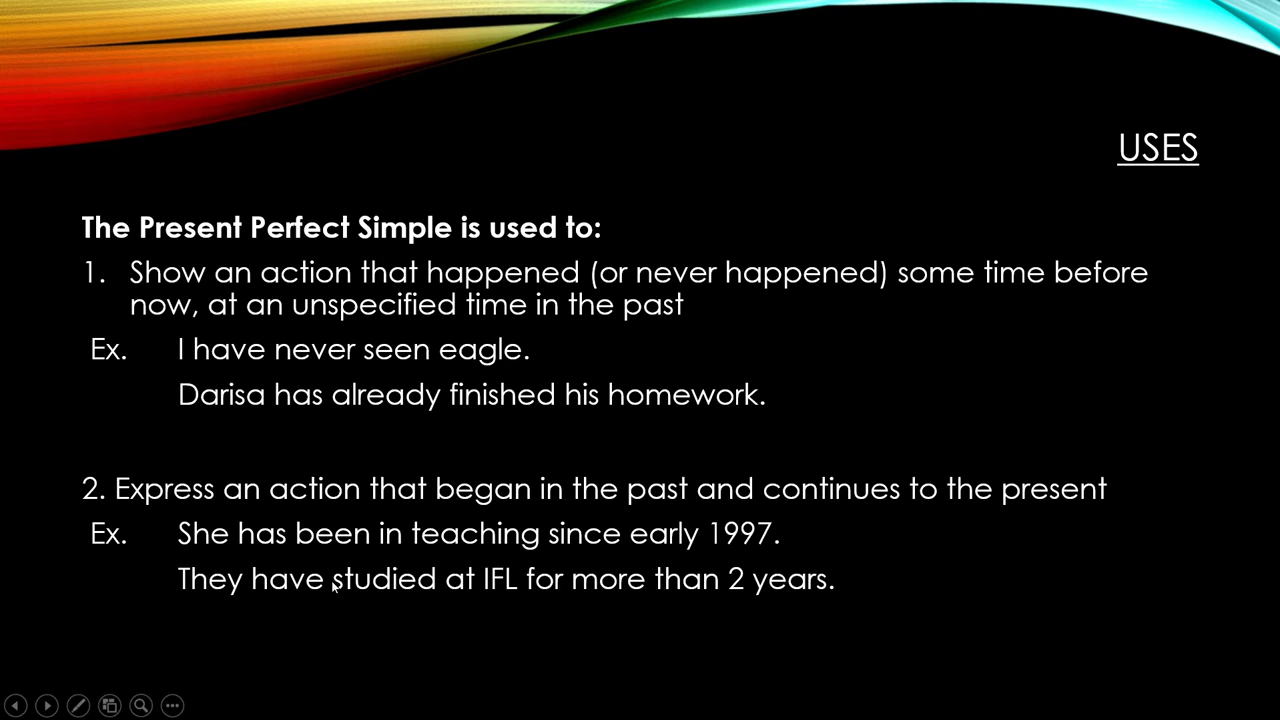 USES
The Present Perfect Simple is used to:
1. Show an action that happened (or never happened) some time before
now, at an unspecified time in the past
Ex. I have never seen eagle.
Darisa has already finished his homework.
2. Express an action that began in the past and continues to the present
Ex. She has been in teaching since early 1997.
They have studied at IFL for more than 2 years.